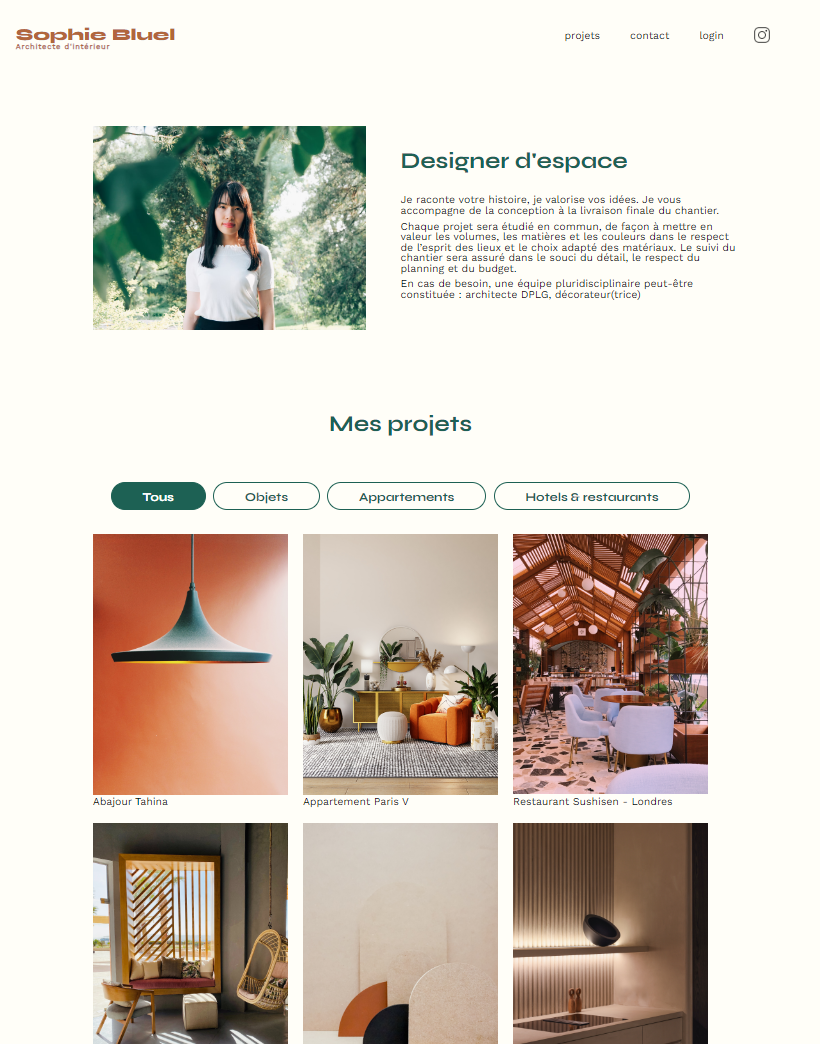 Sophie Bluel
Architecte d'intérieur
projets
contact
login
Designer d'espace
Je raconte votre histoire, je valorise vos idées. Je vous
accompagne de la conception à la livraison finale du chantier.
Chaque projet sera étudié en commun, de façon à mettre en
valeur les volumes, les matières et les couleurs dans le respect
de l’esprit des lieux et le choix adapté des matériaux. Le suivi du
chantier sera assuré dans le souci du détail, le respect du
planning et du budget.
En cas de besoin, une équipe pluridisciplinaire peut-être
constituée : architecte DPLG, décorateur(trice)
Mes projets
Tous
Objets
Appartements
Hotels & restaurants
Abajour Tahina
Appartement Paris V
Restaurant Sushisen - Londres